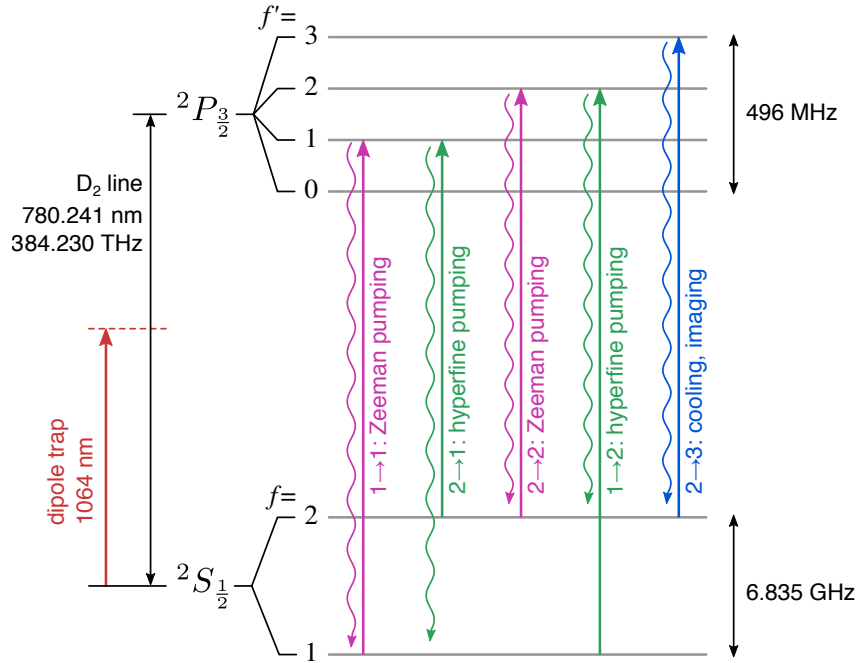 f'=
3
2
1
0
²P₃⸝₂
496 MHz
D₂ line
780.241 nm
384.230 THz
dipole trap
1064 nm
1→1: Zeeman pumping
2→1: hyperfine pumping
2→2: Zeeman pumping
1→2: hyperfine pumping
2→3: cooling, imaging
f=
2
²S₁⸝₂
1
6.835 GHz